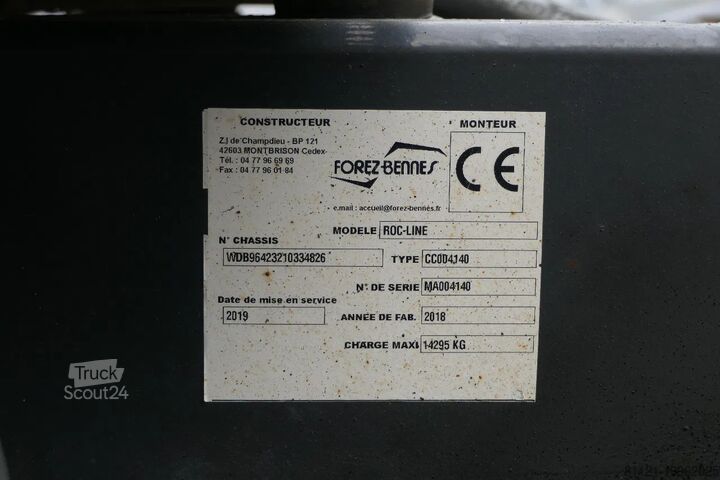 CONSTRUCTEUR
MONTEUR
Z.I de Champdieu - BP 121
42603 MONTBRISON Cedex
Tél. : 04 77 96 69 69
Fax : 04 77 96 01 84
FOREZ-BENNES
CE
e.mail : accueil@forez-bennes.fr
MODELE ROC-LINE
N° CHASSIS
WDB96423210334826
TYPE CC0D4140
N° DE SERIE MA004140
Date de mise en service
2019
ANNÉE DE FAB. 2018
CHARGE MAXI 14295 KG
Truck
Scout24